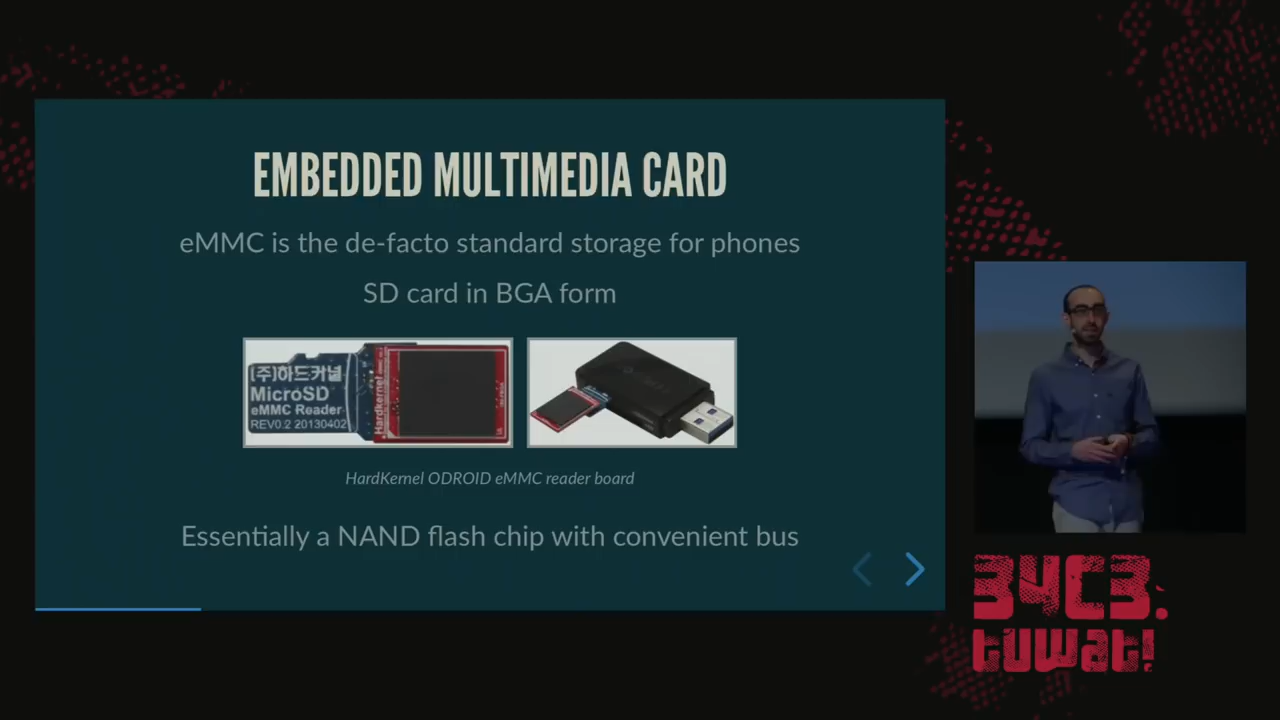 EMBEDDED MULTIMEDIA CARD
eMMC is the de-facto standard storage for phones
SD card in BGA form
[주)하드커널
MicroSD
eMMC Reader
REV0.2 20130402
Hardkernel
HardKernel ODROID eMMC reader board
Essentially a NAND flash chip with convenient bus
34C3.
tuwat!